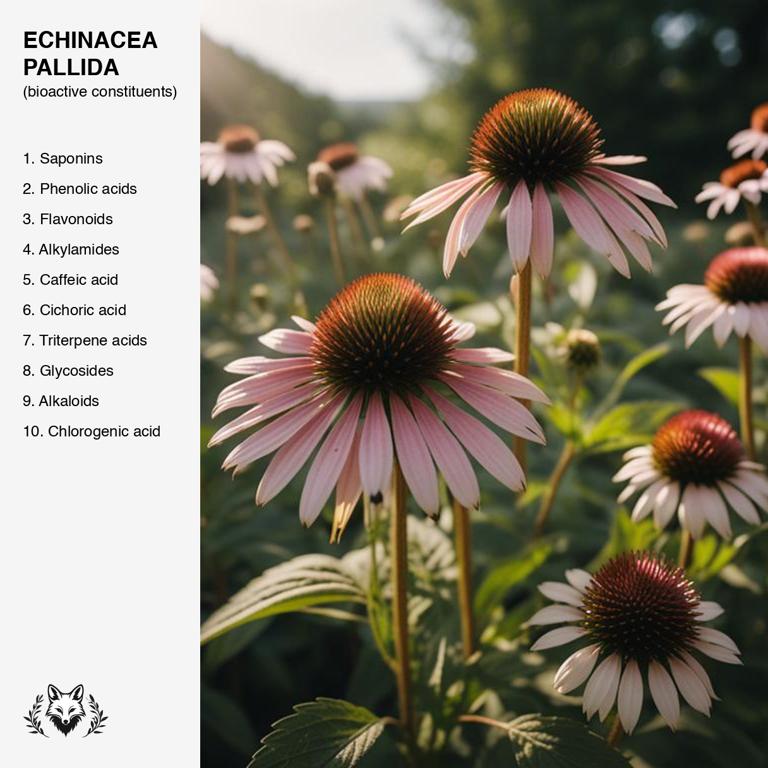 ECHINACEA
PALLIDA
(bioactive constituents)
1. Saponins
2. Phenolic acids
3. Flavonoids
4. Alkylamides
5. Caffeic acid
6. Cichoric acid
7. Triterpene acids
8. Glycosides
9. Alkaloids
10. Chlorogenic acid